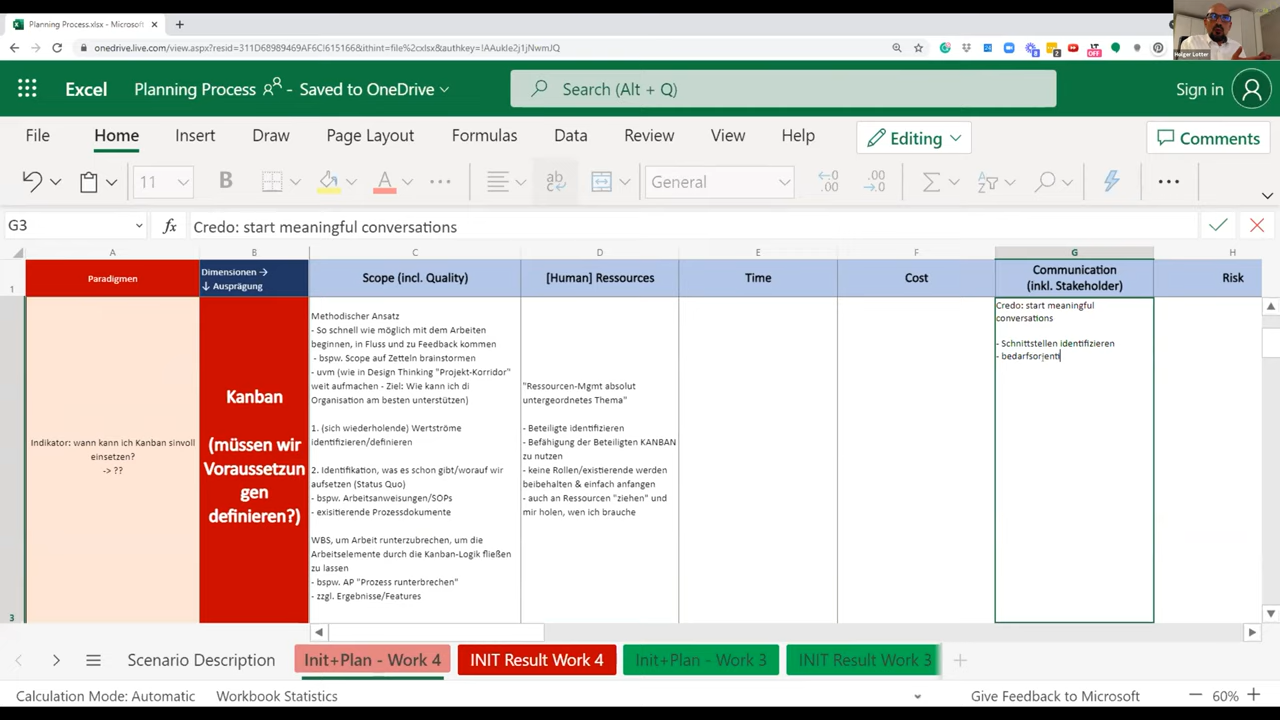 Planning Process.xlsx - Microsoft
onedrive.live.com/view.aspx?resid=311D68989469AF6C!615166&ithint=file%2cxlsx&authkey=!AAukle2j1jNwmJQ
Holger Lotter
Excel
Planning Process - Saved to OneDrive
Search (Alt + Q)
Sign in
File Home Insert Draw Page Layout Formulas Data Review View Help
Editing
Comments
11
B
A
ab
General
G3
fx
Credo: start meaningful conversations
A B C D E F G H
1
Paradigmen
Dimensionen →
↓ Ausprägung
Scope (incl. Quality)
[Human] Ressources
Time
Cost
Communication
(inkl. Stakeholder)
Risk
3
Indikator: wann kann ich Kanban sinvoll
einsetzen?
-> ??
Kanban
(müssen wir
Voraussetzun
gen
definieren?)
Methodischer Ansatz
- So schnell wie möglich mit dem Arbeiten
beginnen, in Fluss und zu Feedback kommen
- bspw. Scope auf Zetteln brainstormen
- uvm (wie in Design Thinking "Projekt-Korridor"
weit aufmachen - Ziel: Wie kann ich di
Organisation am besten unterstützen)
1. (sich wiederholende) Wertströme
identifizieren/definieren
2. Identifikation, was es schon gibt/worauf wir
aufsetzen (Status Quo)
- bspw. Arbeitsanweisungen/SOPs
- exisitierende Prozessdokumente
WBS, um Arbeit runterzubrechen, um die
Arbeitselemente durch die Kanban-Logik fließen
zu lassen
- bspw. AP "Prozess runterbrechen"
- zzgl. Ergebnisse/Features
"Ressourcen-Mgmt absolut
untergeordnetes Thema"
- Beteiligte identifizieren
- Befähigung der Beteiligten KANBAN
zu nutzen
- keine Rollen/existierende werden
beibehalten & einfach anfangen
- auch an Ressourcen "ziehen" und
mir holen, wen ich brauche
Credo: start meaningful
conversations
- Schnittstellen identifizieren
- bedarfsorienti
Scenario Description
Init+Plan - Work 4
INIT Result Work 4
Init+Plan - Work 3
INIT Result Work 3
Calculation Mode: Automatic
Workbook Statistics
Give Feedback to Microsoft
60%